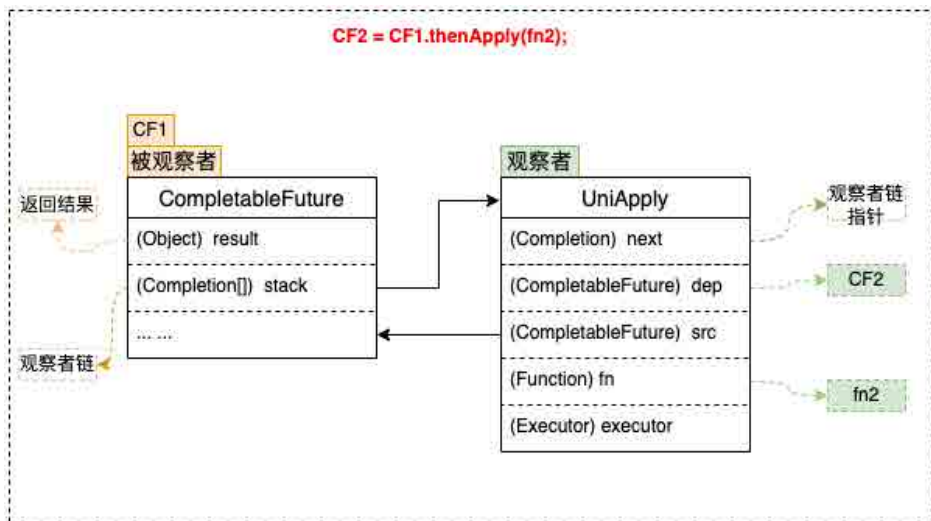 CF2 = CF1.thenApply(fn2);
CF1
被观察者
CompletableFuture
(Object) result
(Completion[]) stack
... ...
返回结果
观察者链
观察者
UniApply
(Completion) next
(CompletableFuture) dep
(CompletableFuture) src
(Function) fn
(Executor) executor
观察者链
指针
CF2
fn2